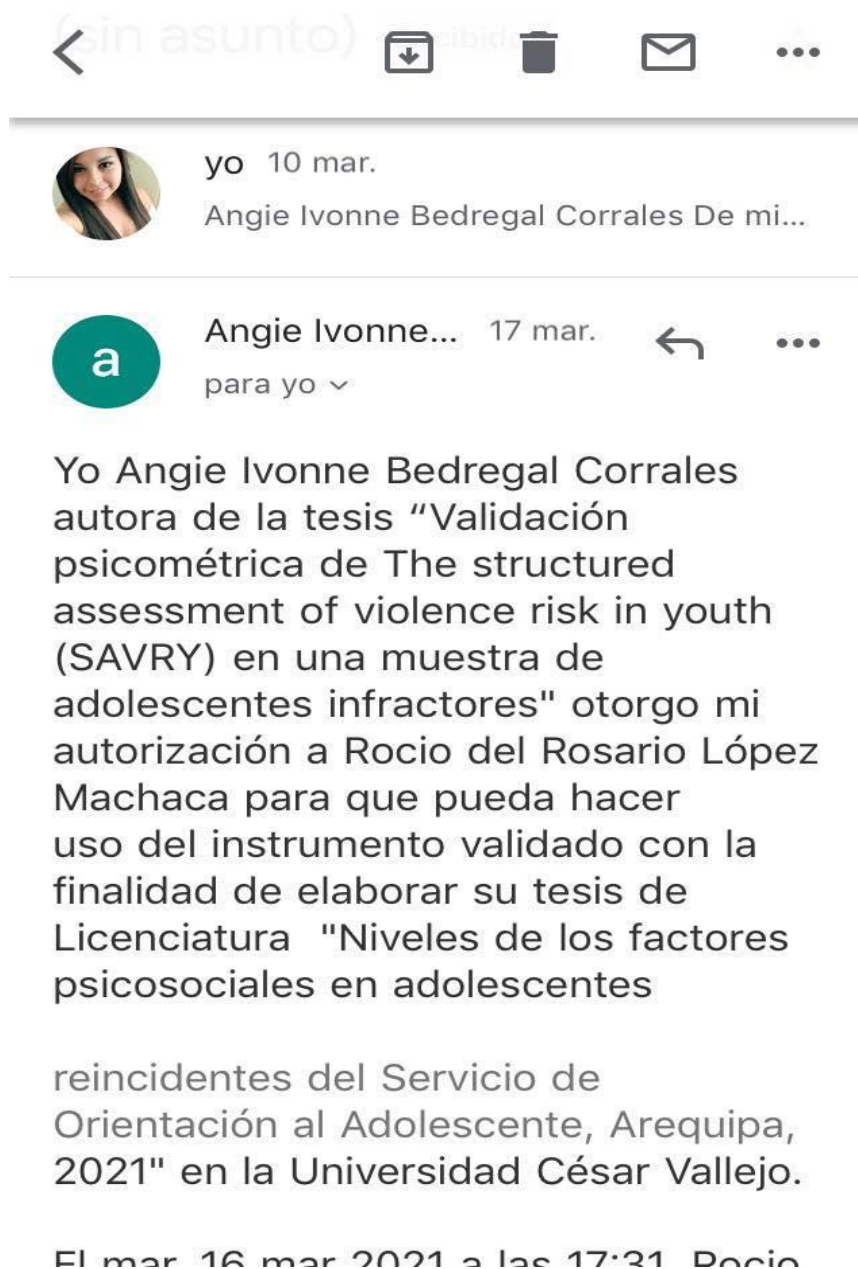 (sin asunto)
yo 10 mar.
Angie Ivonne Bedregal Corrales De mi...
a
Angie Ivonne... 17 mar.
para yo
Yo Angie Ivonne Bedregal Corrales
autora de la tesis “Validación
psicométrica de The structured
assessment of violence risk in youth
(SAVRY) en una muestra de
adolescentes infractores" otorgo mi
autorización a Rocio del Rosario López
Machaca para que pueda hacer
uso del instrumento validado con la
finalidad de elaborar su tesis de
Licenciatura "Niveles de los factores
psicosociales en adolescentes
reincidentes del Servicio de
Orientación al Adolescente, Arequipa,
2021" en la Universidad César Vallejo.
El mar, 16 mar 2021 a las 17:31, Rocio